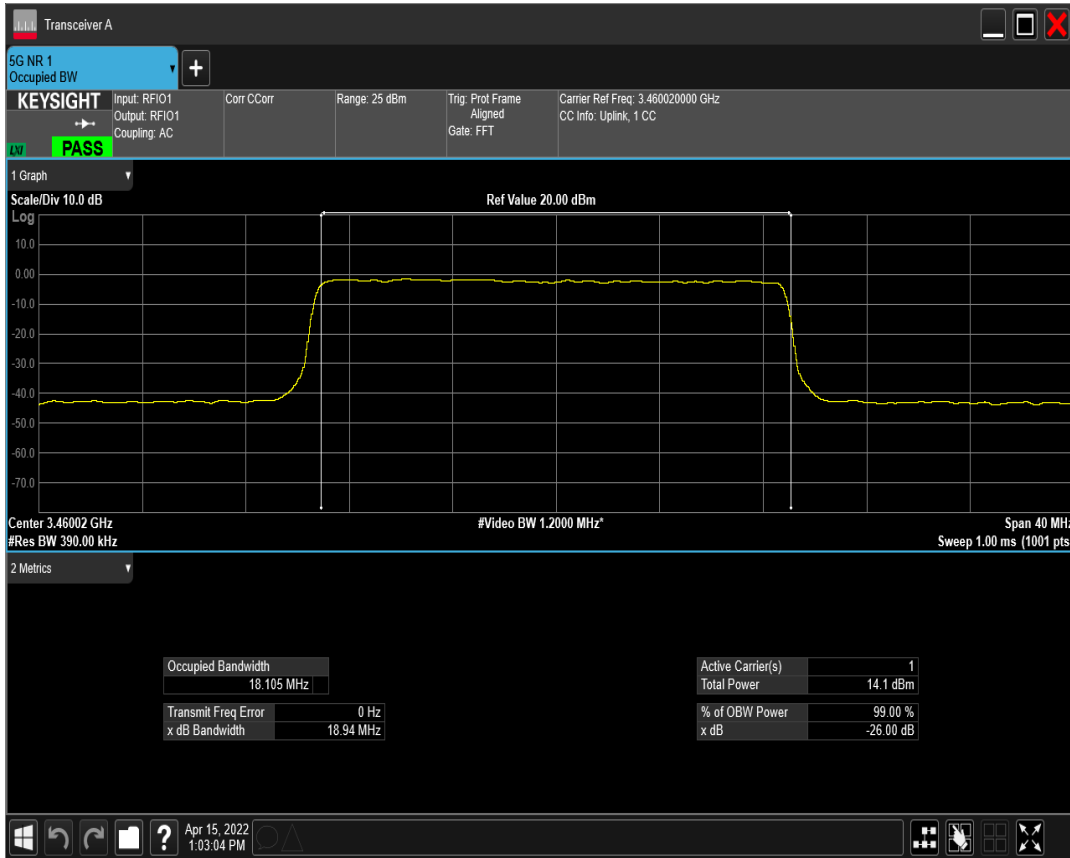 Transceiver A
5G NR 1
Occupied BW
KEYSIGHT
LXI
PASS
Input: RFIO1
Output: RFIO1
Coupling: AC
Corr CCorr
Range: 25 dBm
Trig: Prot Frame
Aligned
Gate: FFT
Carrier Ref Freq: 3.460020000 GHz
CC Info: Uplink, 1 CC
1 Graph
Scale/Div 10.0 dB
Ref Value 20.00 dBm
Log
10.0
0.00
-10.0
-20.0
-30.0
-40.0
-50.0
-60.0
-70.0
Center 3.46002 GHz
#Video BW 1.2000 MHz*
Span 40 MHz
#Res BW 390.00 kHz
Sweep 1.00 ms (1001 pts
2 Metrics
Occupied Bandwidth
18.105 MHz
Transmit Freq Error 0 Hz
x dB Bandwidth 18.94 MHz
Active Carrier(s) 1
Total Power 14.1 dBm
% of OBW Power 99.00 %
x dB -26.00 dB
?
Apr 15, 2022
1:03:04 PM